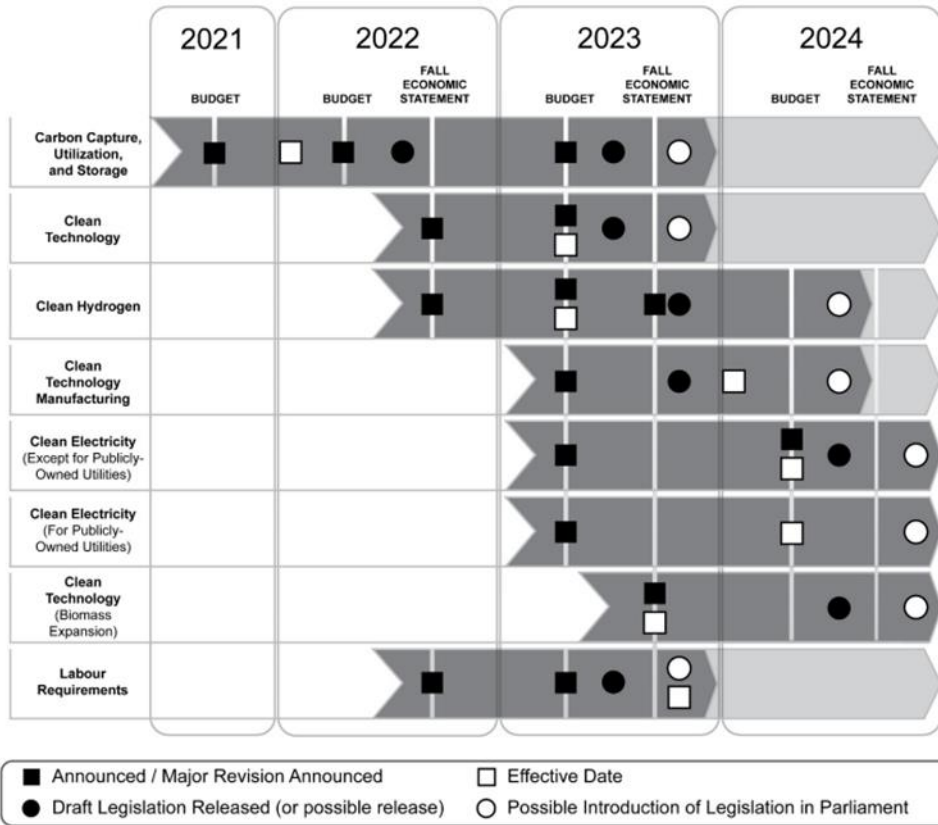 2021
2022
2023
2024
BUDGET
BUDGET
FALL
ECONOMIC
STATEMENT
BUDGET
FALL
ECONOMIC
STATEMENT
BUDGET
FALL
ECONOMIC
STATEMENT
Carbon Capture,
Utilization,
and Storage
Clean
Technology
Clean Hydrogen
Clean
Technology
Manufacturing
Clean Electricity
(Except for Publicly-
Owned Utilities)
Clean Electricity
(For Publicly-
Owned Utilities)
Clean
Technology
(Biomass
Expansion)
Labour
Requirements
Announced / Major Revision Announced
Effective Date
Draft Legislation Released (or possible release)
Possible Introduction of Legislation in Parliament